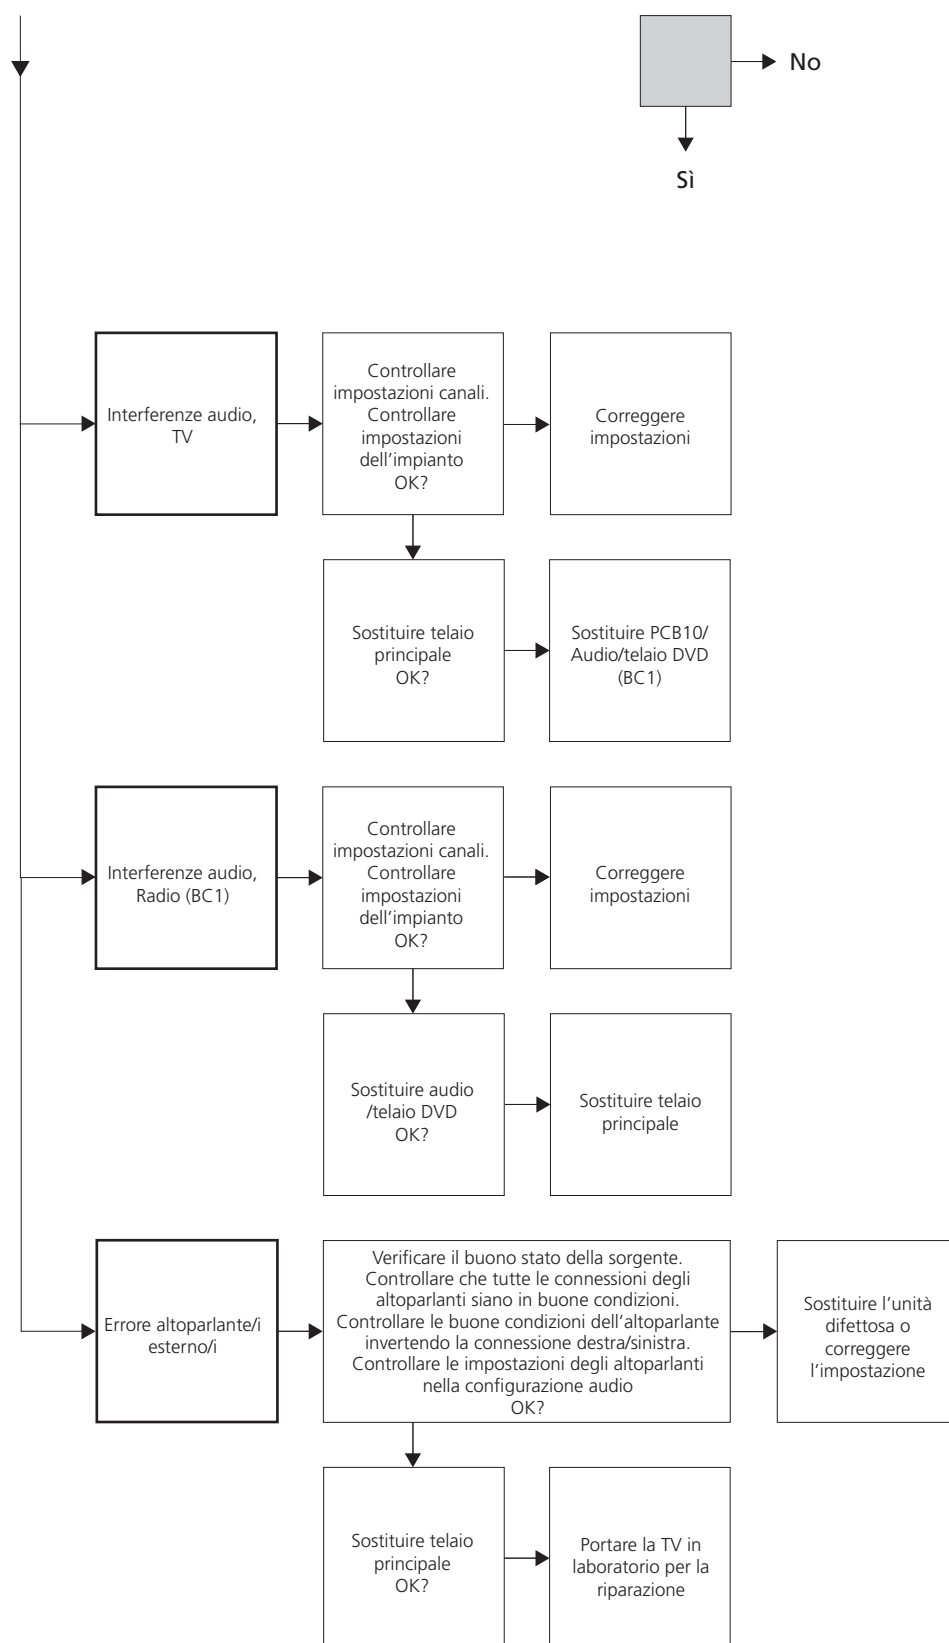 No
Sì
Interferenze audio,
TV
Controllare
impostazioni canali.
Controllare
impostazioni
dell'impianto
OK?
Correggere
impostazioni
Sostituire telaio
principale
OK?
Sostituire PCB10/
Audio/telaio DVD
(BC1)
Interferenze audio,
Radio (BC1)
Controllare
impostazioni canali.
Controllare
impostazioni
dell'impianto
OK?
Correggere
impostazioni
Sostituire audio
/telaio DVD
OK?
Sostituire telaio
principale
Errore altoparlante/i
esterno/i
Verificare il buono stato della sorgente.
Controllare che tutte le connessioni degli
altoparlanti siano in buone condizioni.
Controllare le buone condizioni dell'altoparlante
invertendo la connessione destra/sinistra.
Controllare le impostazioni degli altoparlanti
nella configurazione audio
OK?
Sostituire l'unità
difettosa o
correggere
l'impostazione
Sostituire telaio
principale
OK?
Portare la TV in
laboratorio per la
riparazione